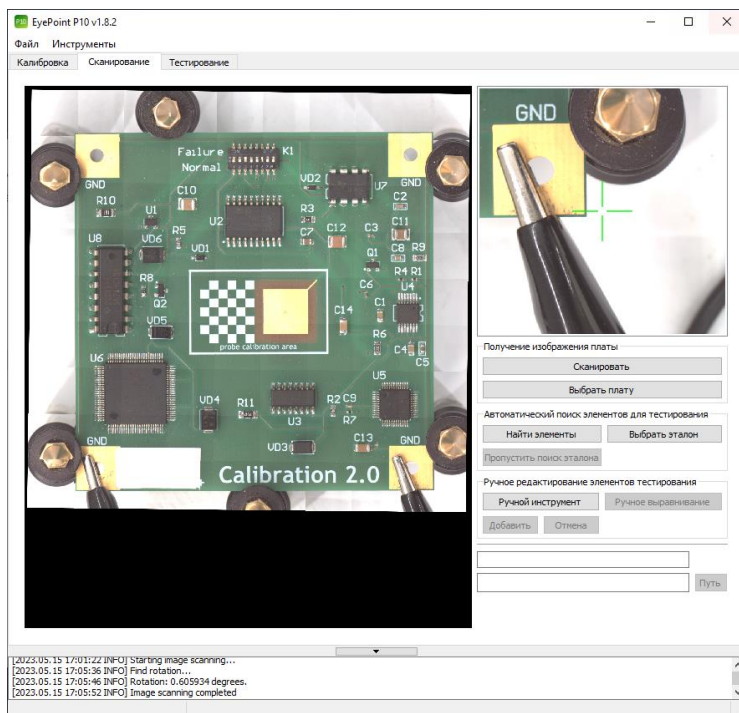 P10 EyePoint P10 v1.8.2
Файл Инструменты
Калибровка Сканирование Тестирование
Failure K1
Normal
GND
GND
VD2
U7
R10
C10
C2
U1
U2
R3
C11
U8
VD6
R5
C7
C12
C3
C8
R9
VD1
Q1
R4 R1
R8
C6
U4
Q2
C1
C14
VD5
R6
probe calibration area
C4
C5
U6
U5
VD4
R11
R2
C9
U3
R7
GND
VD3
C13
GND
Calibration 2.0
GND
Получение изображения платы
Сканировать
Выбрать плату
Автоматический поиск элементов для тестирования
Найти элементы Выбрать эталон
Пропустить поиск эталона
Ручное редактирование элементов тестирования
Ручной инструмент Ручное выравнивание
Добавить Отмена
Путь
[2023.05.15 17:01:22 INFO] Starting image scanning...
[2023.05.15 17:05:36 INFO] Find rotation...
[2023.05.15 17:05:46 INFO] Rotation: 0.605934 degrees.
[2023.05.15 17:05:52 INFO] Image scanning completed